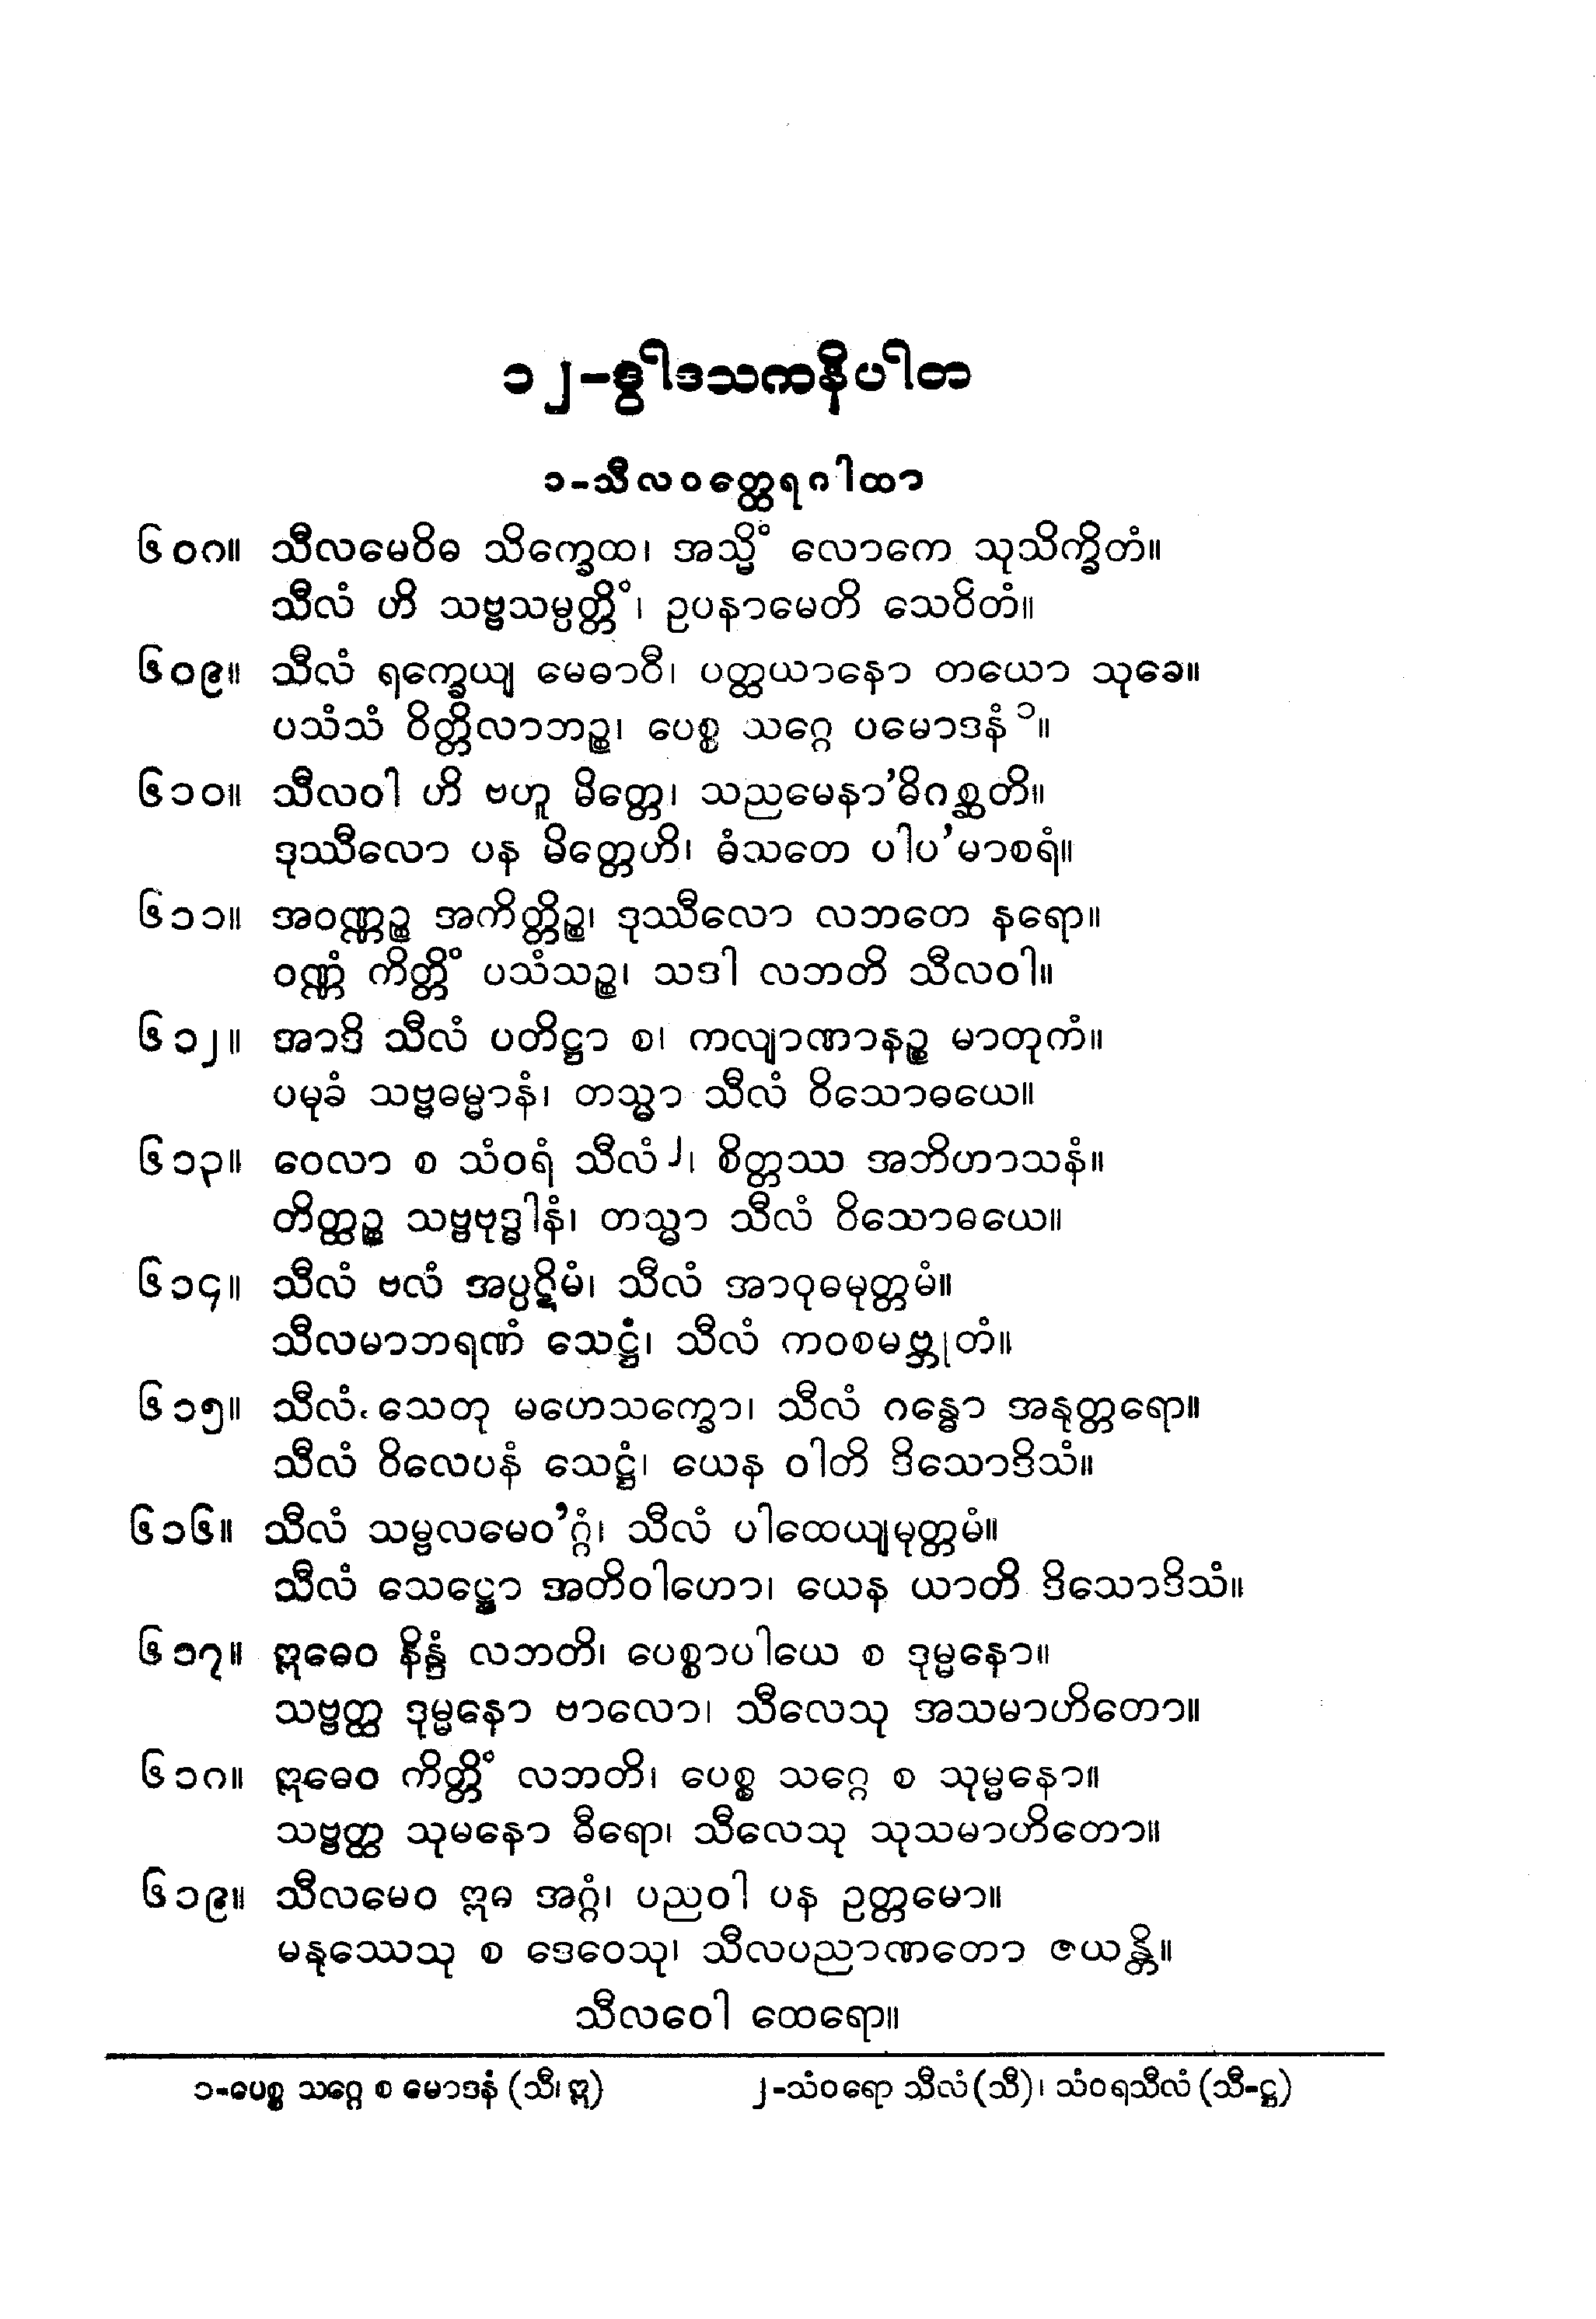 ၁၂-ဒွါဒသကနိပါတ
၁-သီလဝတ္ထေရဂါထာ
၆၀၈။ သီလမေဝိဓ သိက္ခေထ၊ အသ္မိံ လောကေ သုသိက္ခိတံ။
သီလံ ဟိ သဗ္ဗသမ္ပတ္တိံ၊ ဥပနာမေတိ သေဝိတံ။
၆၀၉။ သီလံ ရက္ခေယျ မေဓာဝီ၊ ပတ္ထယာနော တယော သုခေ။
ပသံသံ ဝိတ္တိလာဘဉ္စ၊ ပေစ္စ သဂ္ဂေ ပမောဒနံ ၁။
၆၁၀။ သီလဝါ ဟိ ဗဟူ မိတ္တေ၊ သညမေနာ’ဓိဂစ္ဆတိ။
ဒုဿီလော ပန မိတ္တေဟိ၊ ဓံသတေ ပါပ’မာစရံ။
၆၁၁။ အဝဏ္ဏဉ္စ အကိတ္တိဉ္စ၊ ဒုဿီလော လဘတေ နရော။
ဝဏ္ဏံ ကိတ္တိံ ပသံသဉ္စ၊ သဒါ လဘတိ သီလဝါ။
၆၁၂။ အာဒိ သီလံ ပတိဋ္ဌာ စ၊ ကလျာဏာနဉ္စ မာတုကံ။
ပမုခံ သဗ္ဗဓမ္မာနံ၊ တသ္မာ သီလံ ဝိသောဓယေ။
၆၁၃။ ဝေလာ စ သံဝရံ သီလံ ၂၊ စိတ္တဿ အဘိဟာသနံ။
တိတ္ထဉ္စ သဗ္ဗဗုဒ္ဓါနံ၊ တသ္မာ သီလံ ဝိသောဓယေ။
၆၁၄။ သီလံ ဗလံ အပ္ပဋိမံ၊ သီလံ အာဝုဓမုတ္တမံ။
သီလမာဘရဏံ သေဋ္ဌံ၊ သီလံ ကဝစမဗ္ဘုတံ။
၆၁၅။ သီလံ သေတု မဟေသက္ခော၊ သီလံ ဂန္ဓော အနုတ္တရော။
သီလံ ဝိလေပနံ သေဋ္ဌံ၊ ယေန ဝါတိ ဒိသောဒိသံ။
၆၁၆။ သီလံ သမ္ဗလမေဝ’ဂ္ဂံ၊ သီလံ ပါထေယျမုတ္တမံ။
သီလံ သေဋ္ဌော အတိဝါဟော၊ ယေန ယာတိ ဒိသောဒိသံ။
၆၁၇။ ဣဓေဝ နိန္ဒံ လဘတိ၊ ပေစ္စာပါယေ စ ဒုမ္မနော။
သဗ္ဗတ္ထ ဒုမ္မနော ဗာလော၊ သီလေသု အသမာဟိတော။
၆၁၈။ ဣဓေဝ ကိတ္တိံ လဘတိ၊ ပေစ္စ သဂ္ဂေ စ သုမ္မနော။
သဗ္ဗတ္ထ သုမနော ဓီရော၊ သီလေသု သုသမာဟိတော။
၆၁၉။ သီလမေဝ ဣဓ အဂ္ဂံ၊ ပညဝါ ပန ဥတ္တမော။
မနုဿေသု စ ဒေဝေသု၊ သီလပညာဏတော ဇယန္တိ။
သီလဝေါ ထေရော။
၁-ပေစ္စ သဂ္ဂေ စ မောဒနံ (သီ၊ ဣ) ၂-သံဝရော သီလံ (သီ)၊ သံဝရသီလံ (သီ-ဋ္ဌ)